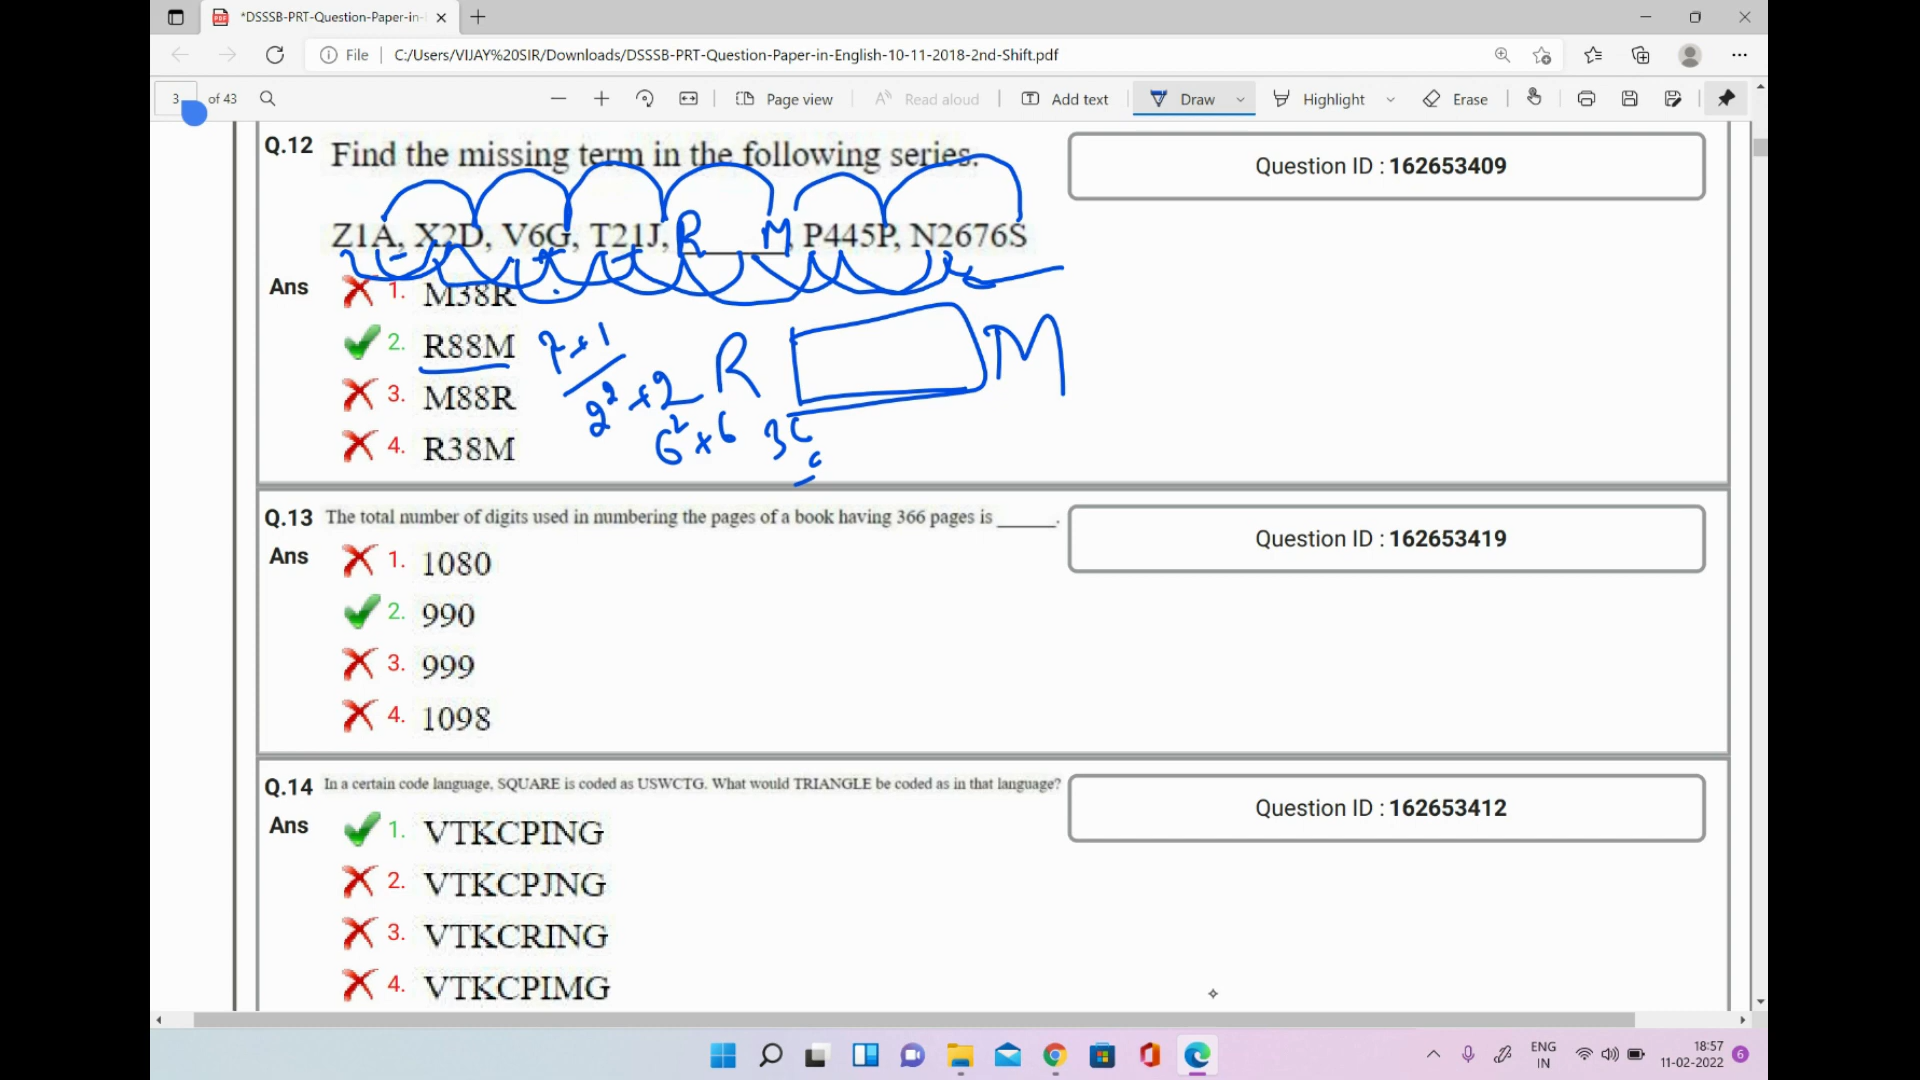 *DSSSB-PRT-Question-Paper-in-
File C:/Users/VIJAY%20SIR/Downloads/DSSSB-PRT-Question-Paper-in-English-10-11-2018-2nd-Shift.pdf
3 of 43 Page view Read aloud Add text Draw Highlight Erase
Q.12 Find the missing term in the following series.
Question ID : 162653409
Z1A, X2D, V6G, T21J, R M, P445P, N2676S
Ans 1. M38R
2. R88M
3. M88R
4. R38M
R M
2² + 2
6² × 6
Q.13 The total number of digits used in numbering the pages of a book having 366 pages is ______.
Question ID : 162653419
Ans 1. 1080
2. 990
3. 999
4. 1098
Q.14 In a certain code language, SQUARE is coded as USWCTG. What would TRIANGLE be coded as in that language?
Question ID : 162653412
Ans 1. VTKCPING
2. VTKCPJNG
3. VTKCRING
4. VTKCPIMG
ENG
IN
18:57
11-02-2022
6